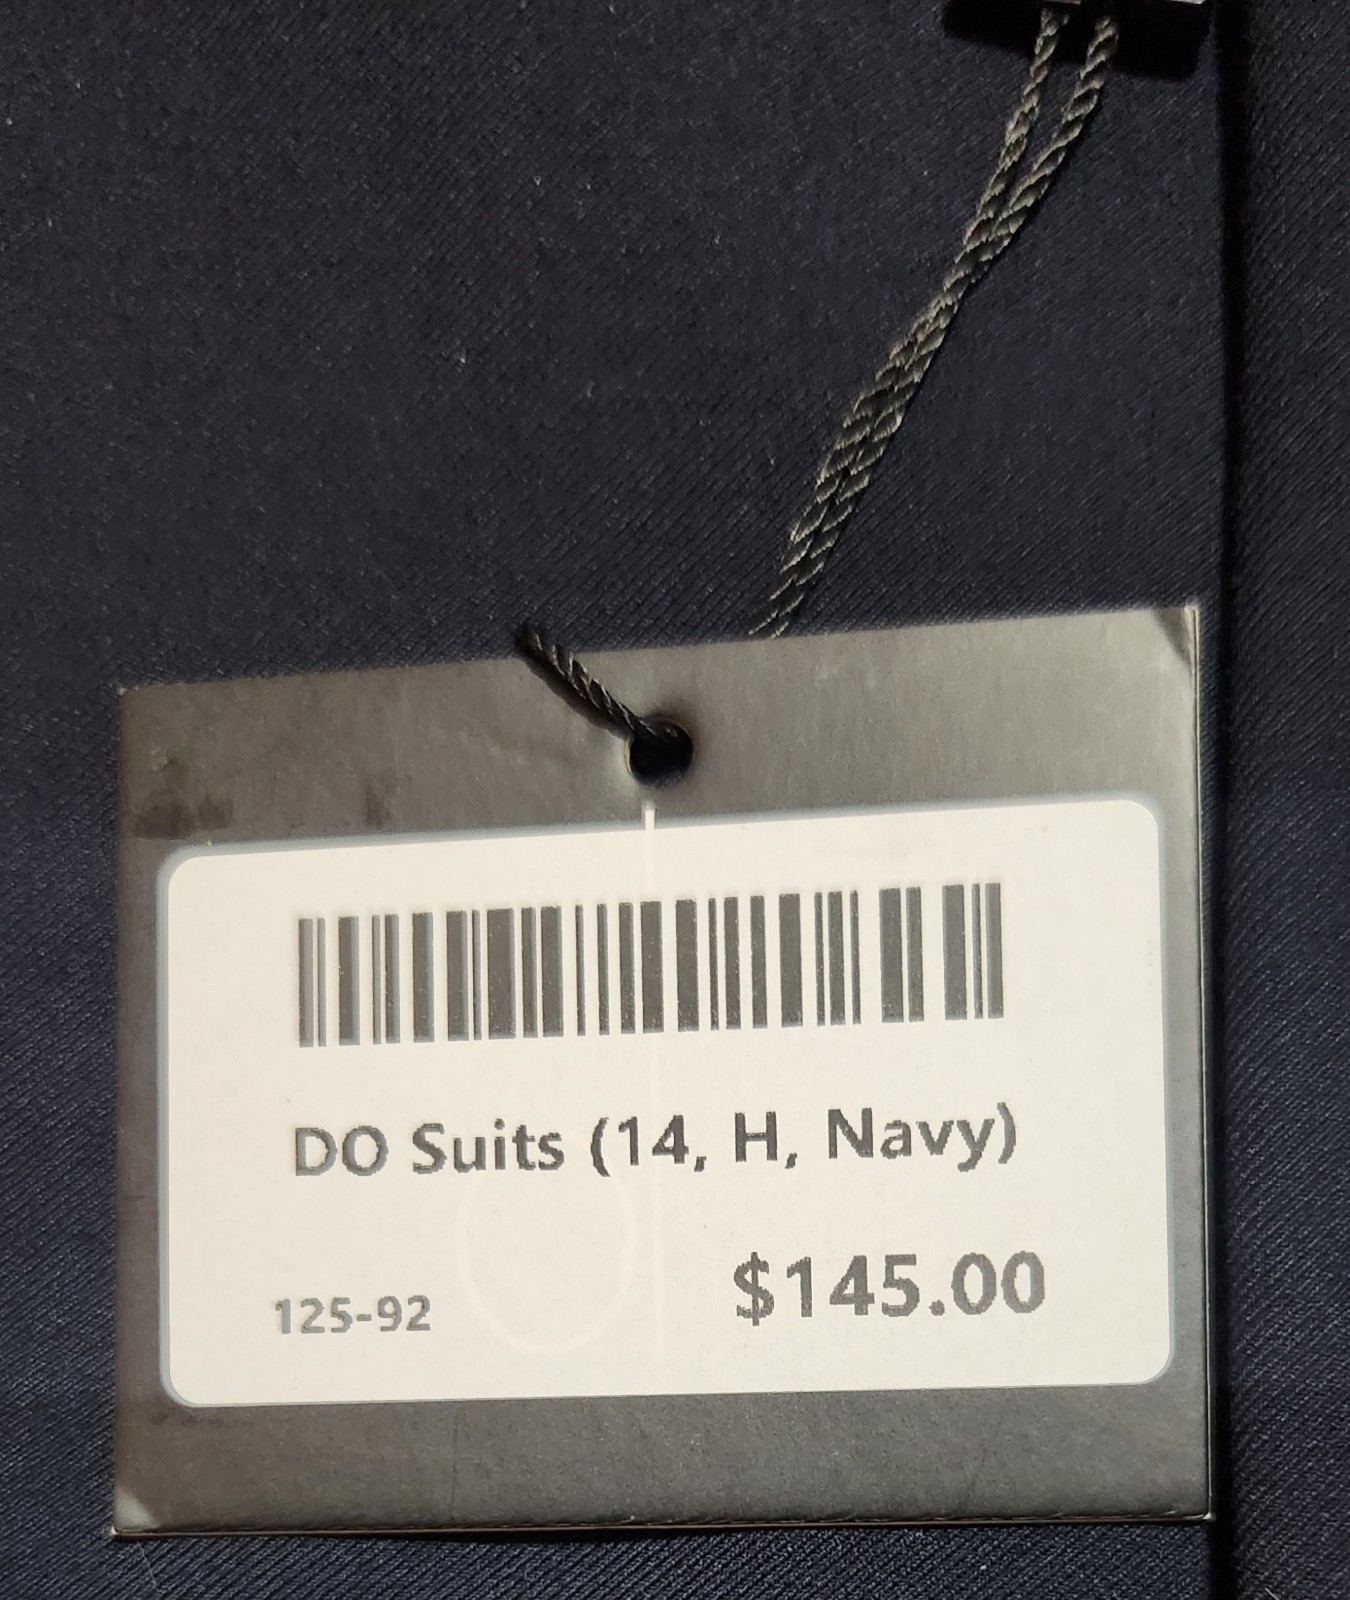 DO Suits (14, H, Navy)
$145.00
125-92